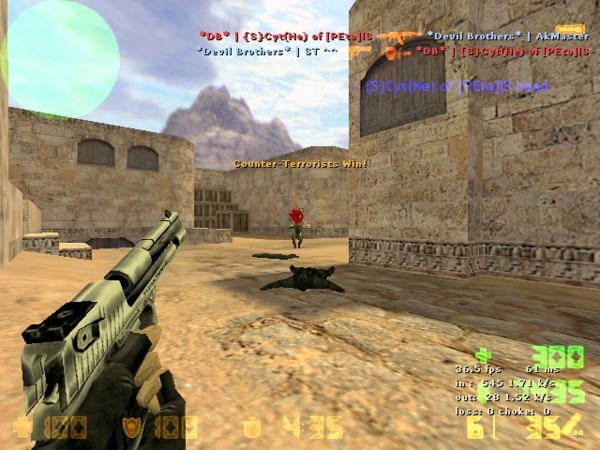 *DB* | {S}Cyt(He) of [PEta]IS
*Devil Brothers* | AkMaster
*Devil Brothers* | ST ^^
*DB* | {S}Cyt(He) of [PEta]IS
{S}Cyt(He) of [PEta]IS head
Counter-Terrorists Win!
300
36.5 fps 61 ms
in : 545 1.71 k/s
out: 28 1.52 k/s
loss: 0 choke: 0
100 100 4:35 6| 35